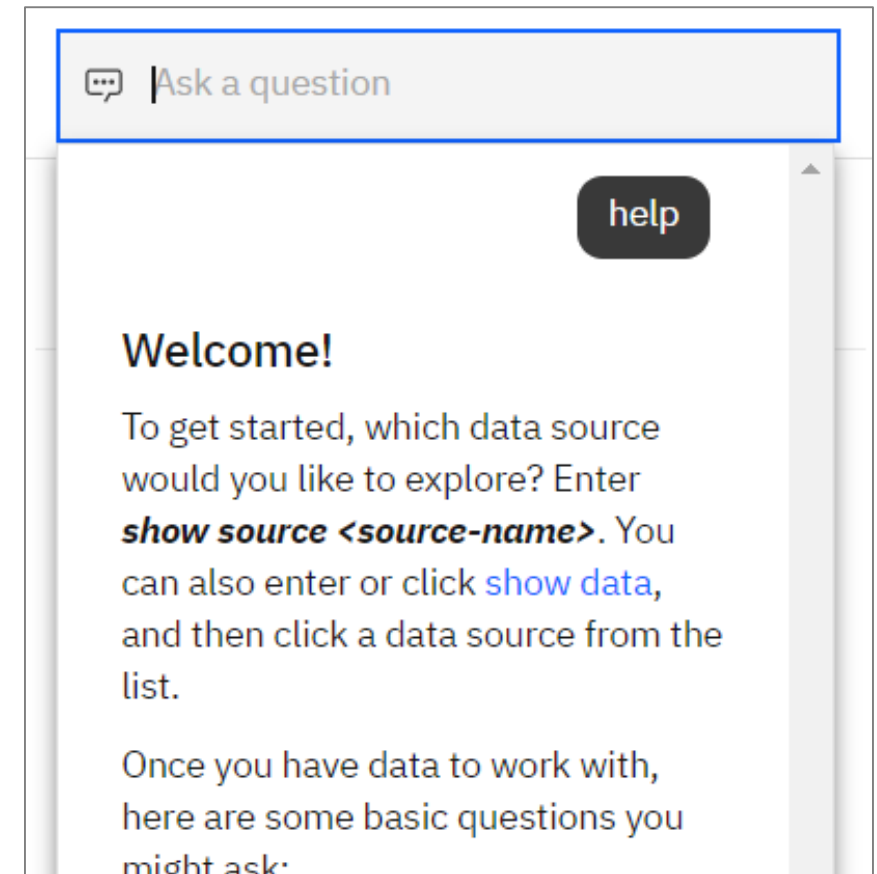 Ask a question
help
Welcome!
To get started, which data source
would you like to explore? Enter
show source <source-name>. You
can also enter or click show data,
and then click a data source from the
list.
Once you have data to work with,
here are some basic questions you
might ask: